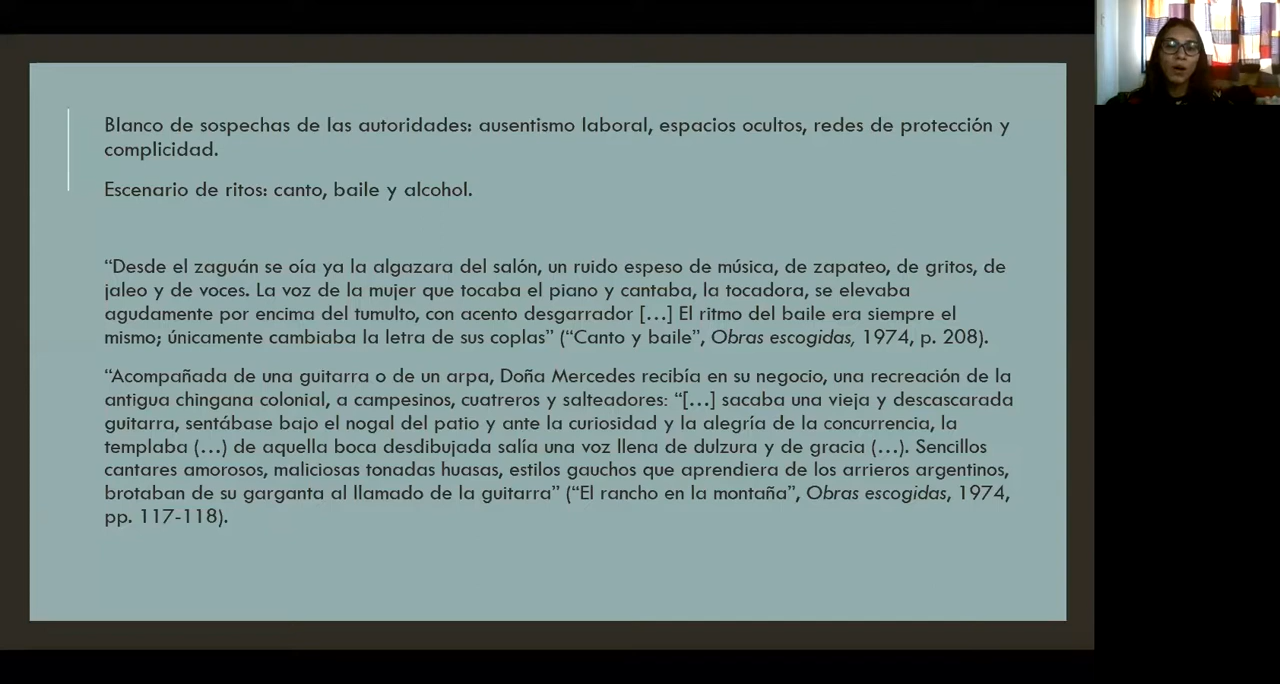 Blanco de sospechas de las autoridades: ausentismo laboral, espacios ocultos, redes de protección y
complicidad.
Escenario de ritos: canto, baile y alcohol.
“Desde el zaguán se oía ya la algazara del salón, un ruido espeso de música, de zapateo, de gritos, de
jaleo y de voces. La voz de la mujer que tocaba el piano y cantaba, la tocadora, se elevaba
agudamente por encima del tumulto, con acento desgarrador […] El ritmo del baile era siempre el
mismo; únicamente cambiaba la letra de sus coplas” (“Canto y baile”, Obras escogidas, 1974, p. 208).
“Acompañada de una guitarra o de un arpa, Doña Mercedes recibía en su negocio, una recreación de la
antigua chingana colonial, a campesinos, cuatreros y salteadores: “[…] sacaba una vieja y descascarada
guitarra, sentábase bajo el nogal del patio y ante la curiosidad y la alegría de la concurrencia, la
templaba (…) de aquella boca desdibujada salía una voz llena de dulzura y de gracia (…). Sencillos
cantares amorosos, maliciosas tonadas huasas, estilos gauchos que aprendiera de los arrieros argentinos,
brotaban de su garganta al llamado de la guitarra” (“El rancho en la montaña”, Obras escogidas, 1974,
pp. 117-118).